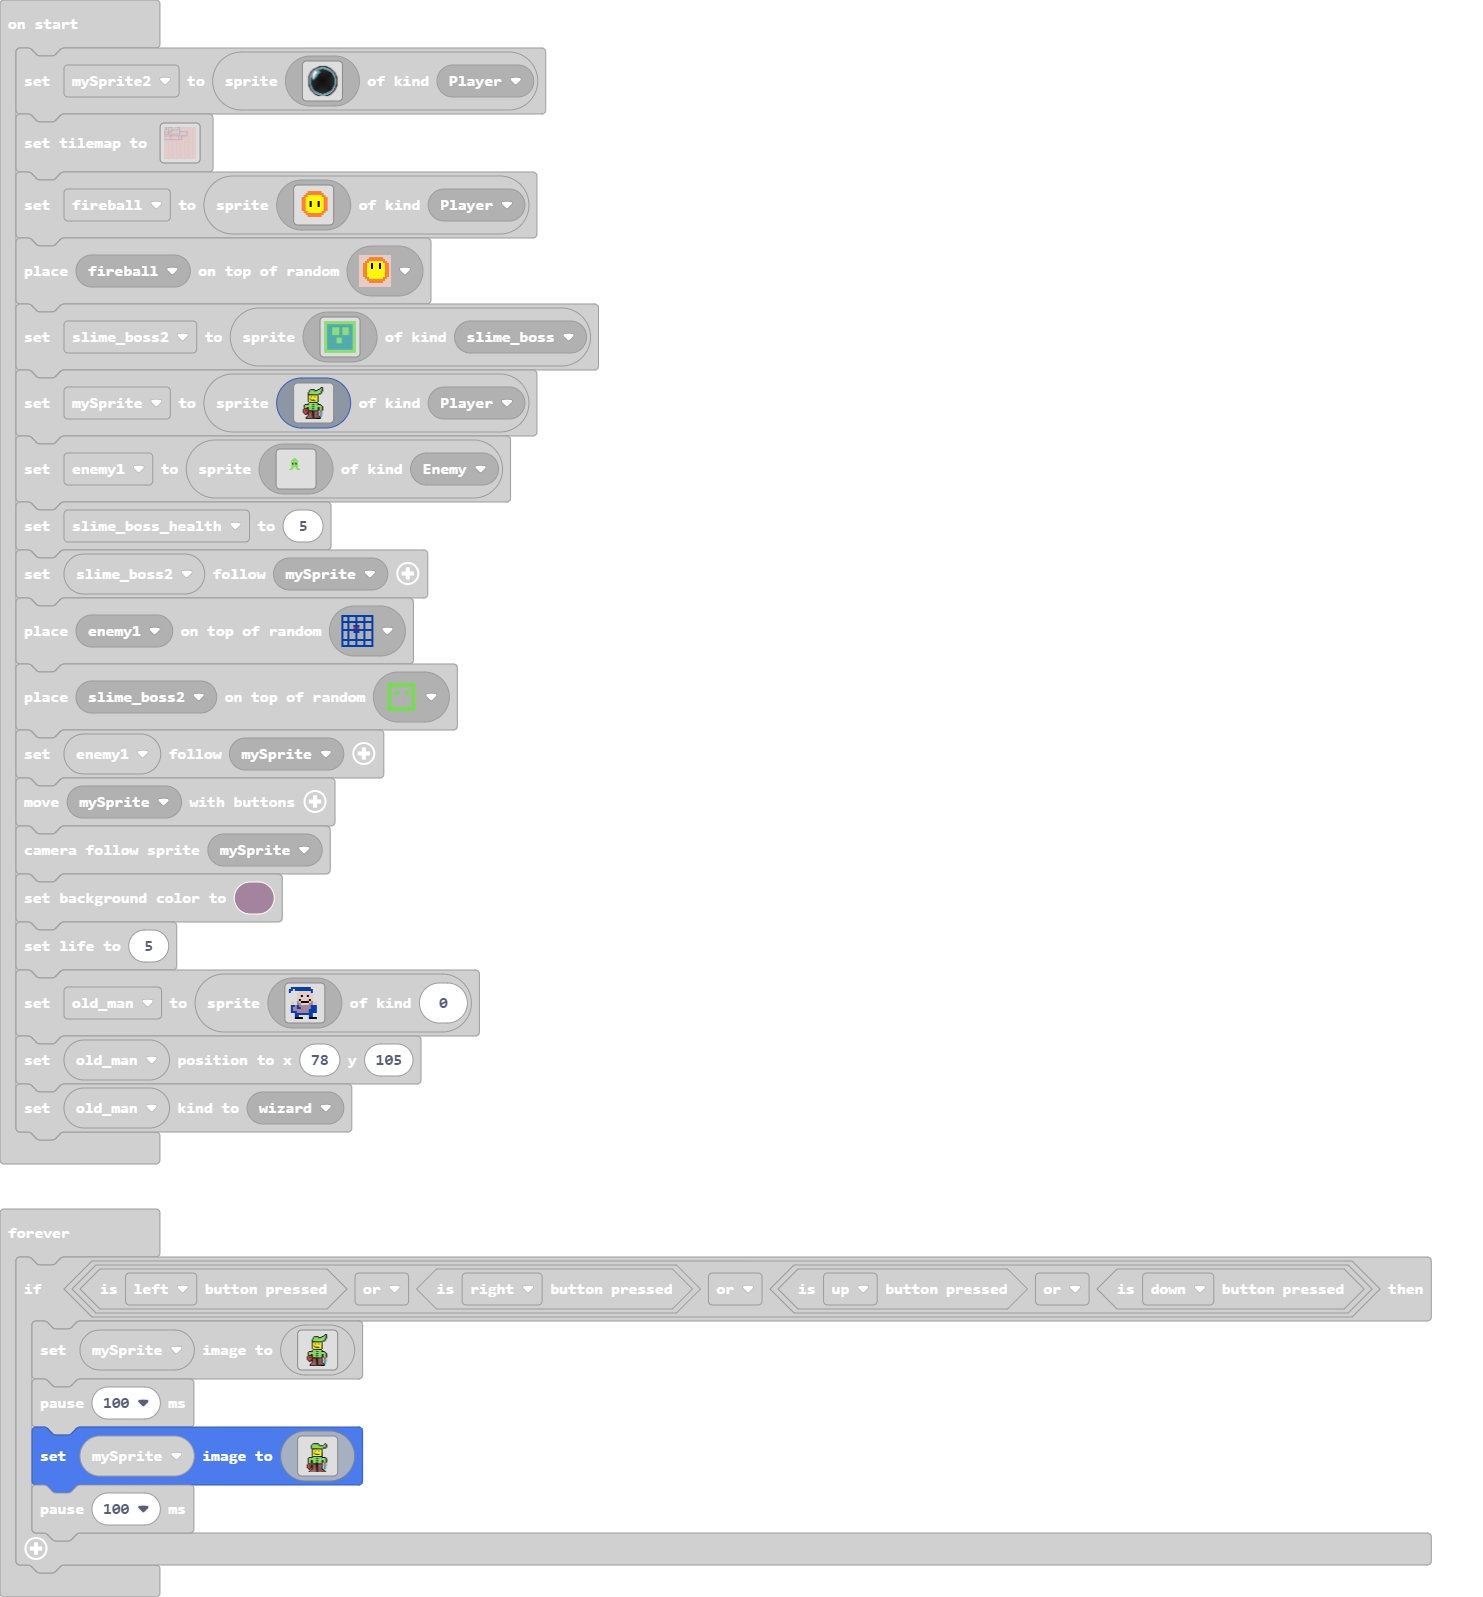 on start
set mySprite2 to sprite of kind Player
set tilemap to
set fireball to sprite of kind Player
place fireball on top of random
set slime_boss2 to sprite of kind slime_boss
set mySprite to sprite of kind Player
set enemy1 to sprite of kind Enemy
set slime_boss_health to 5
set slime_boss2 follow mySprite
place enemy1 on top of random
place slime_boss2 on top of random
set enemy1 follow mySprite
move mySprite with buttons
camera follow sprite mySprite
set background color to
set life to 5
set old_man to sprite of kind 0
set old_man position to x 78 y 105
set old_man kind to wizard
forever
if is left button pressed or is right button pressed or is up button pressed or is down button pressed then
set mySprite image to
pause 100 ms
set mySprite image to
pause 100 ms